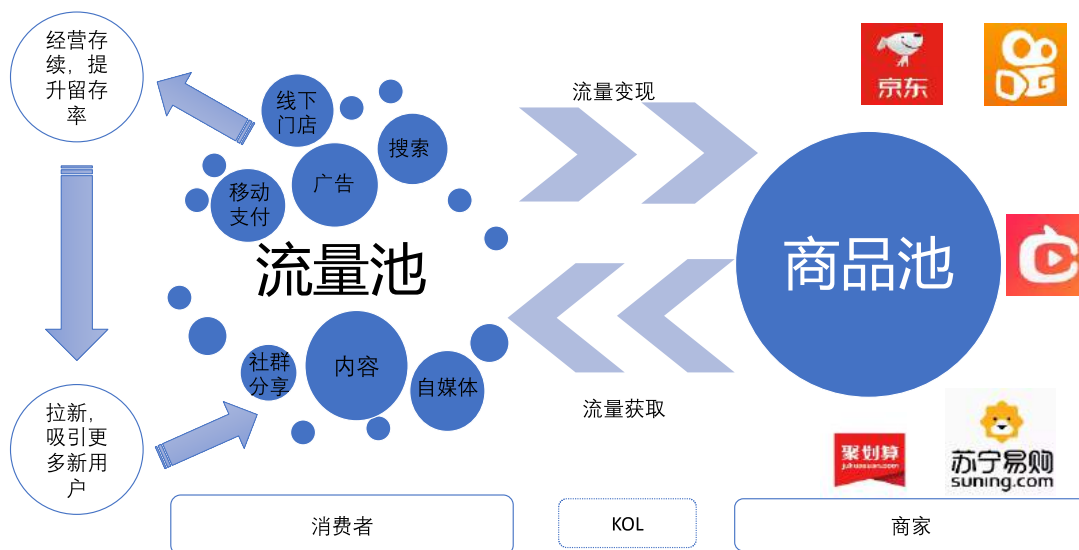 经营存
续，提
升留存
率
线下
门店
搜索
广告
移动
支付
流量池
社群
分享
内容
自媒体
拉新，
吸引更
多新用
户
流量变现
流量获取
京东
商品池
聚划算
juhuasuan.com
苏宁易购
suning.com
消费者
KOL
商家